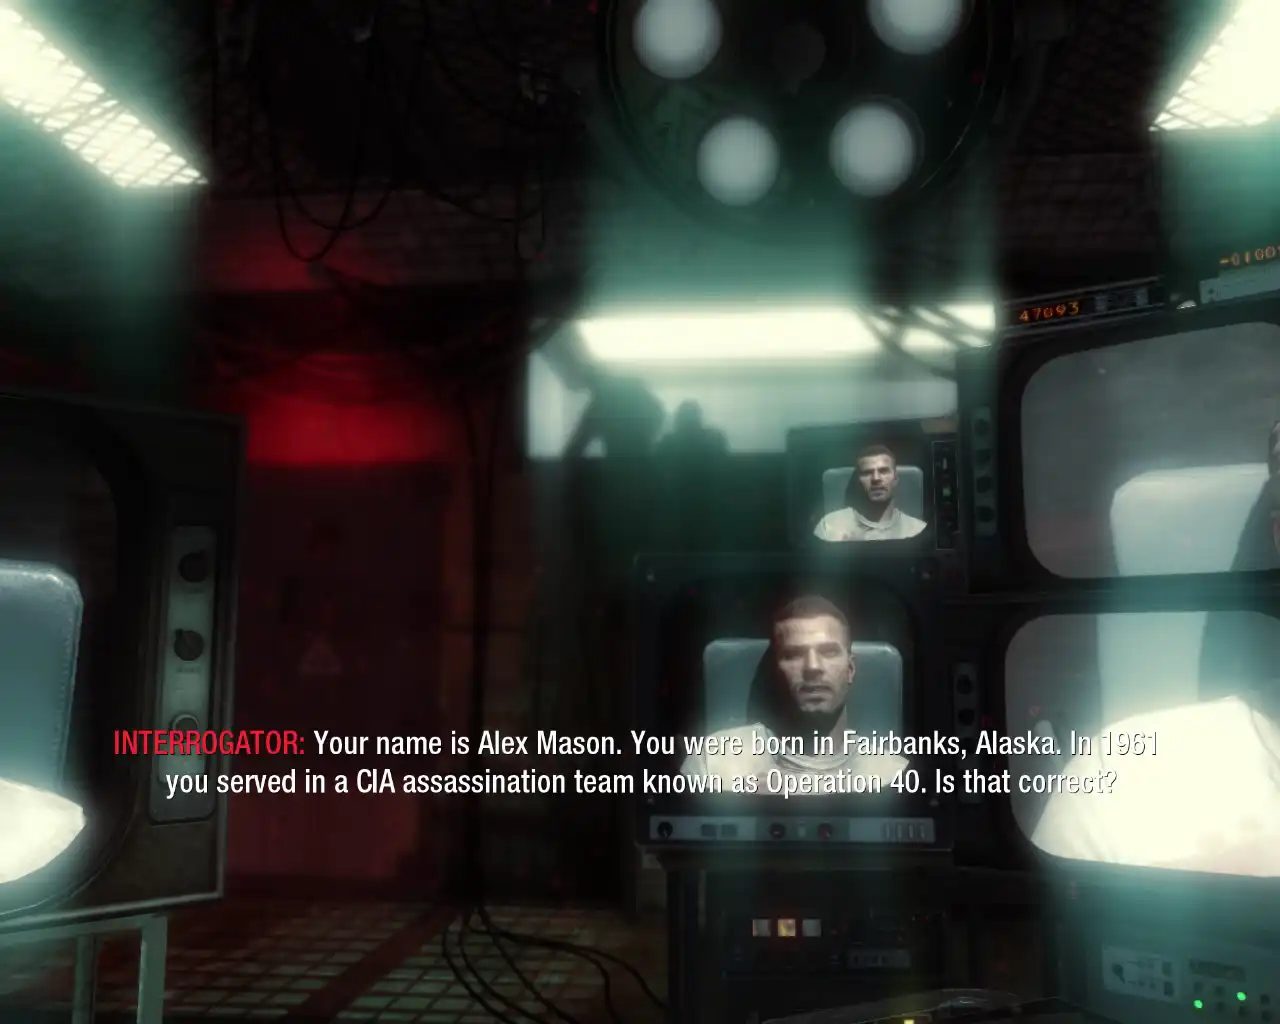 47093
INTERROGATOR: Your name is Alex Mason. You were born in Fairbanks, Alaska. In 1961
you served in a CIA assassination team known as Operation 40. Is that correct?